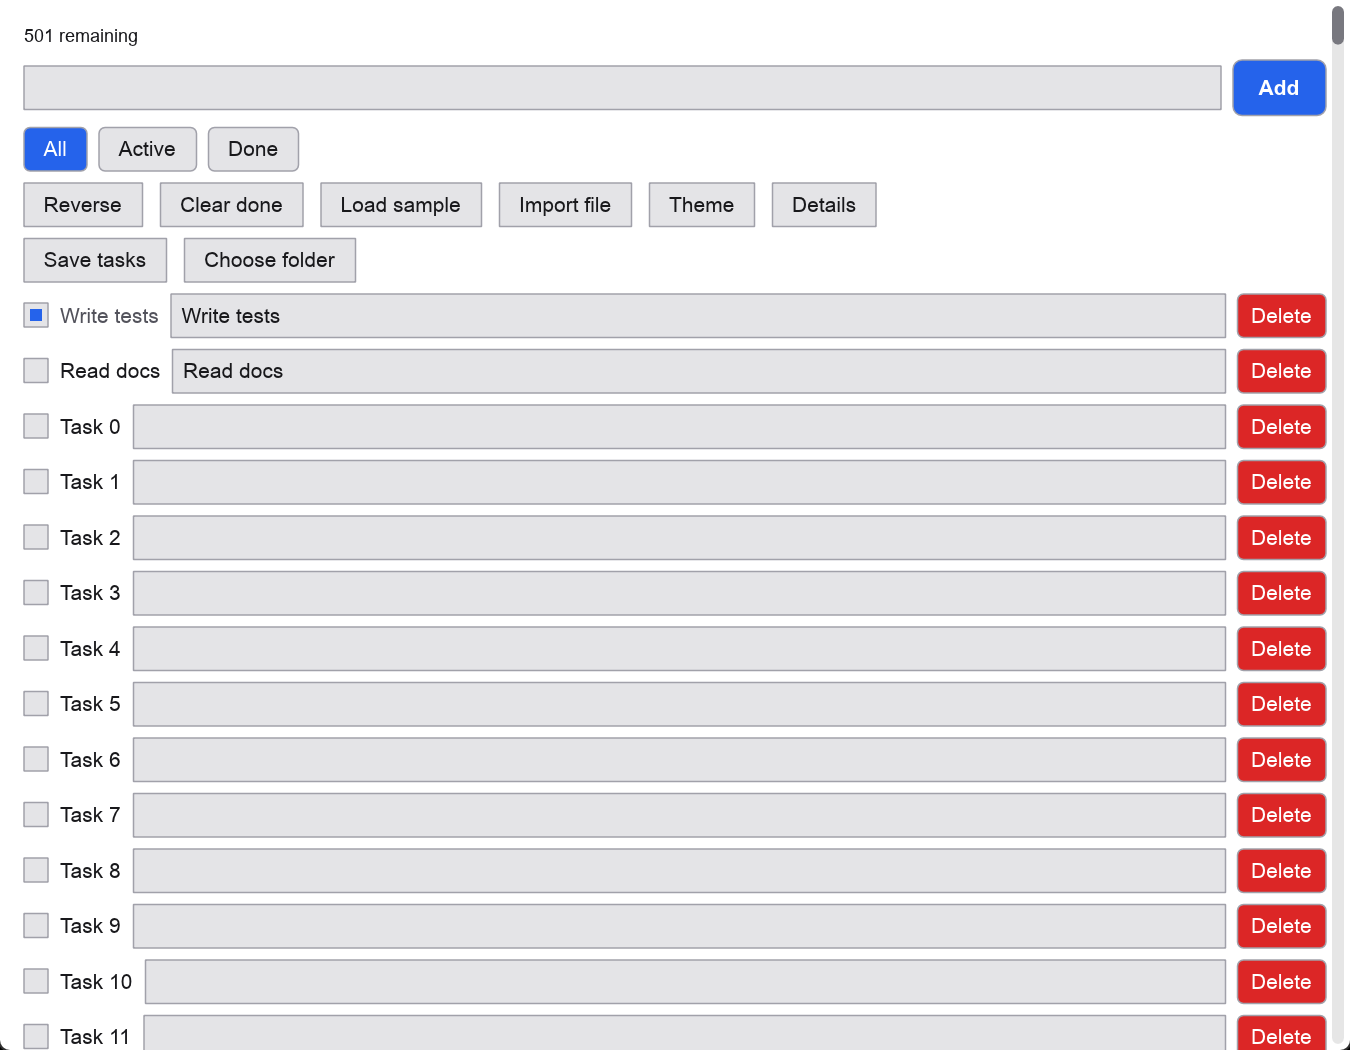 501 remaining
Add
All Active Done
Reverse Clear done Load sample Import file Theme Details
Save tasks Choose folder
Write tests Write tests Delete
Read docs Read docs Delete
Task 0 Delete
Task 1 Delete
Task 2 Delete
Task 3 Delete
Task 4 Delete
Task 5 Delete
Task 6 Delete
Task 7 Delete
Task 8 Delete
Task 9 Delete
Task 10 Delete
Task 11 Delete